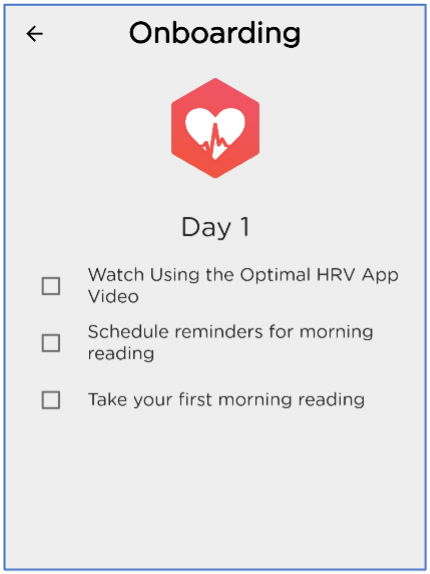 Onboarding
Day 1
Watch Using the Optimal HRV App
Video
Schedule reminders for morning
reading
Take your first morning reading